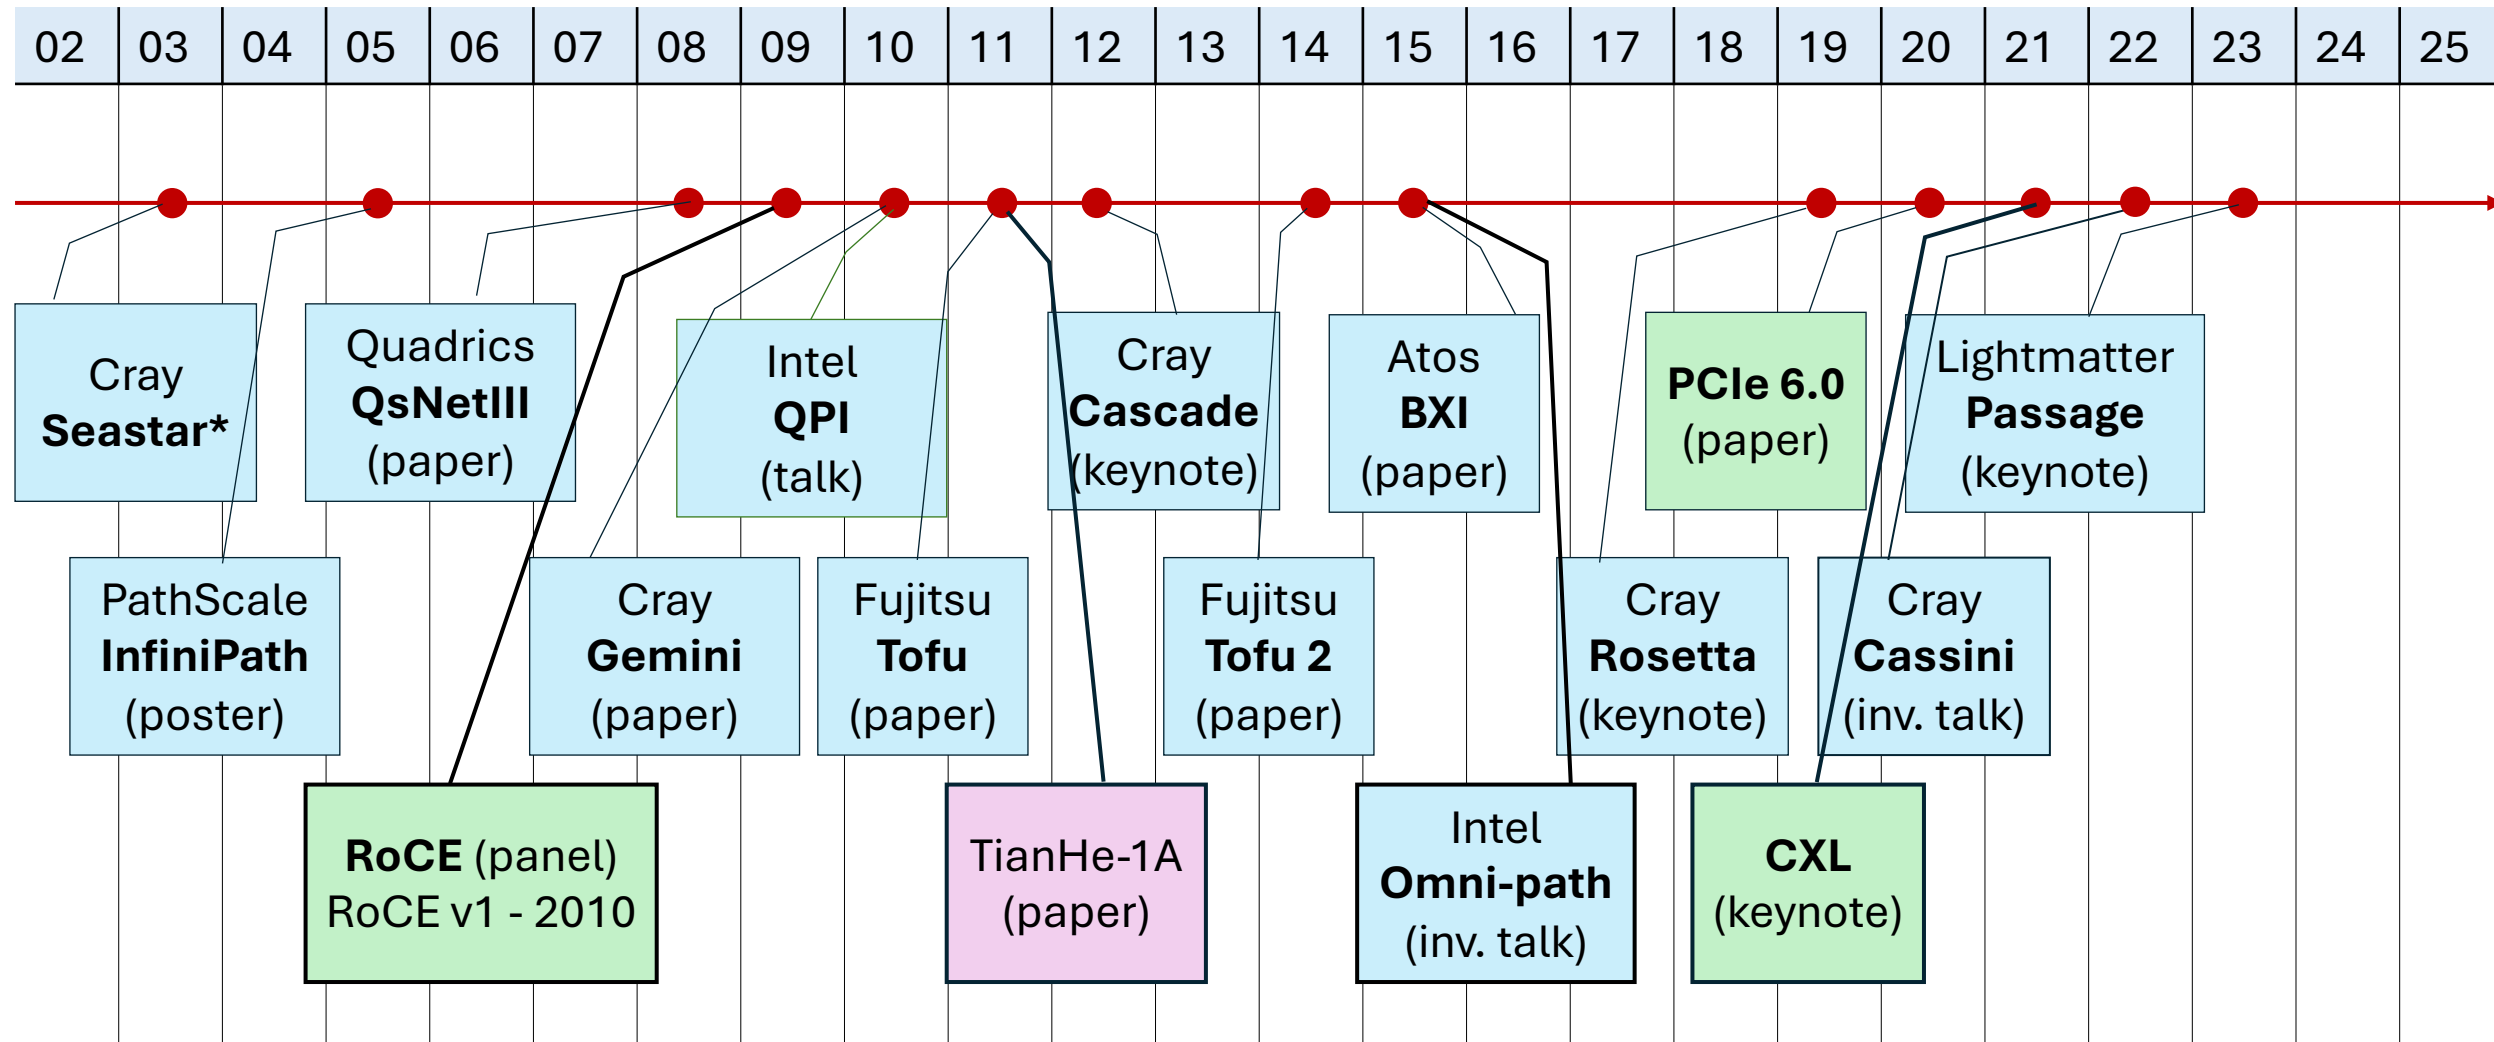 02 03 04 05 06 07 08 09 10 11 12 13 14 15 16 17 18 19 20 21 22 23 24 25
Cray
Seastar*
Quadrics
QsNetIII
(paper)
Intel
QPI
(talk)
Cray
Cascade
(keynote)
Atos
BXI
(paper)
PCIe 6.0
(paper)
Lightmatter
Passage
(keynote)
PathScale
InfiniPath
(poster)
Cray
Gemini
(paper)
Fujitsu
Tofu
(paper)
Fujitsu
Tofu 2
(paper)
Cray
Rosetta
(keynote)
Cray
Cassini
(inv. talk)
RoCE (panel)
RoCE v1 - 2010
TianHe-1A
(paper)
Intel
Omni-path
(inv. talk)
CXL
(keynote)